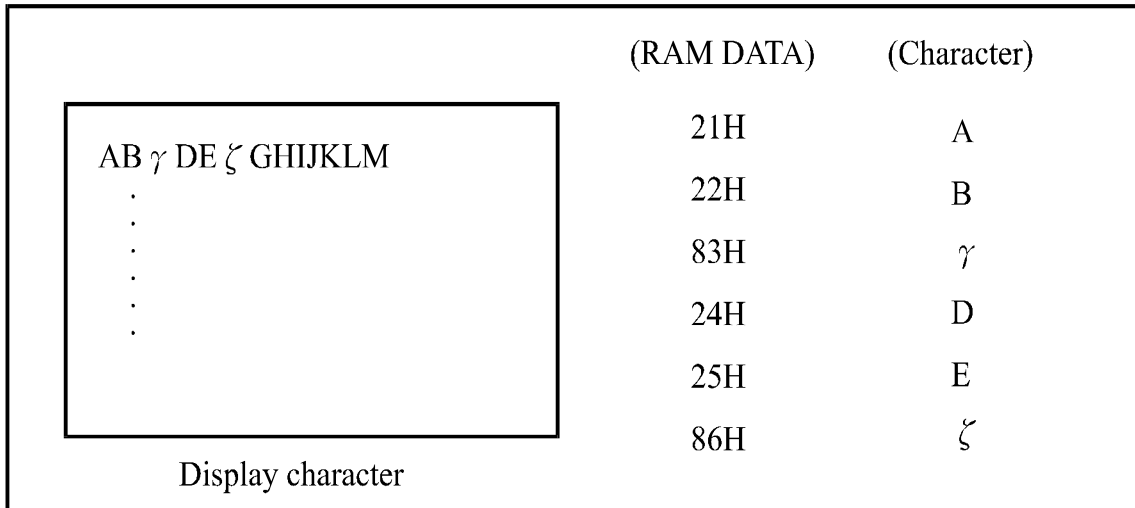 (RAM DATA) (Character)
AB γ DE ζ GHIJKLM
.
.
.
.
.
.
21H A
22H B
83H γ
24H D
25H E
86H ζ
Display character